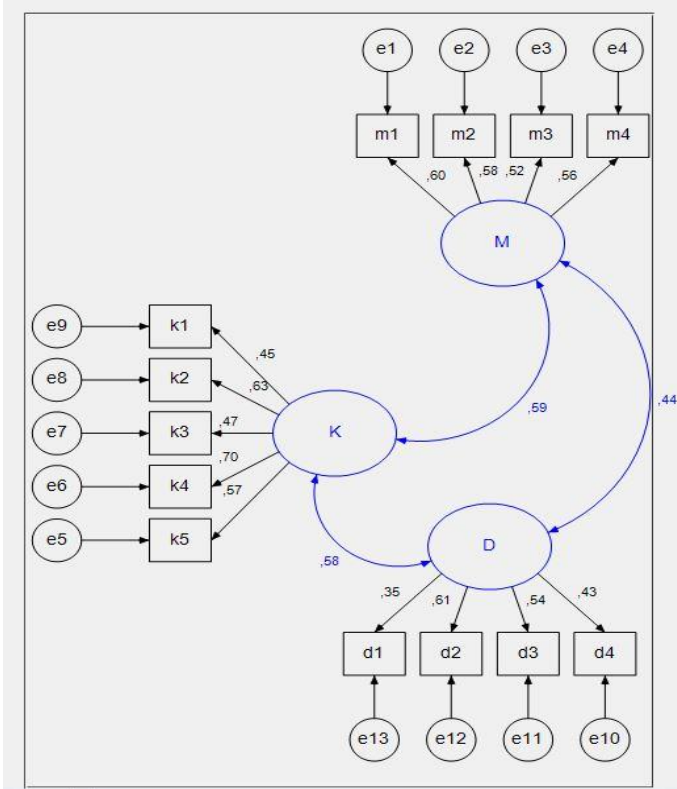 e1 e2 e3 e4
m1 m2 m3 m4
,60 ,58 ,52 ,56
M
e9 k1
,45
e8 k2
,63
,44
,59
e7 k3 ,47 K
,70
e6 k4 ,57
e5 k5
D
,58
,35 ,61 ,54 ,43
d1 d2 d3 d4
e13 e12 e11 e10